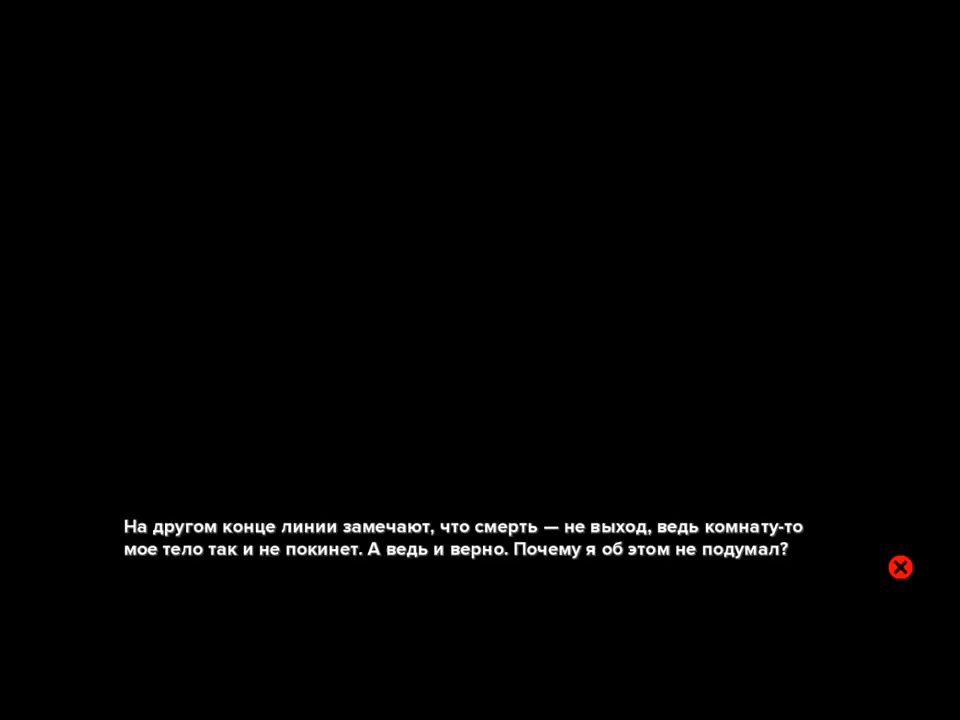 На другом конце линии замечают, что смерть — не выход, ведь комнату-то
мое тело так и не покинет. А ведь и верно. Почему я об этом не подумал?